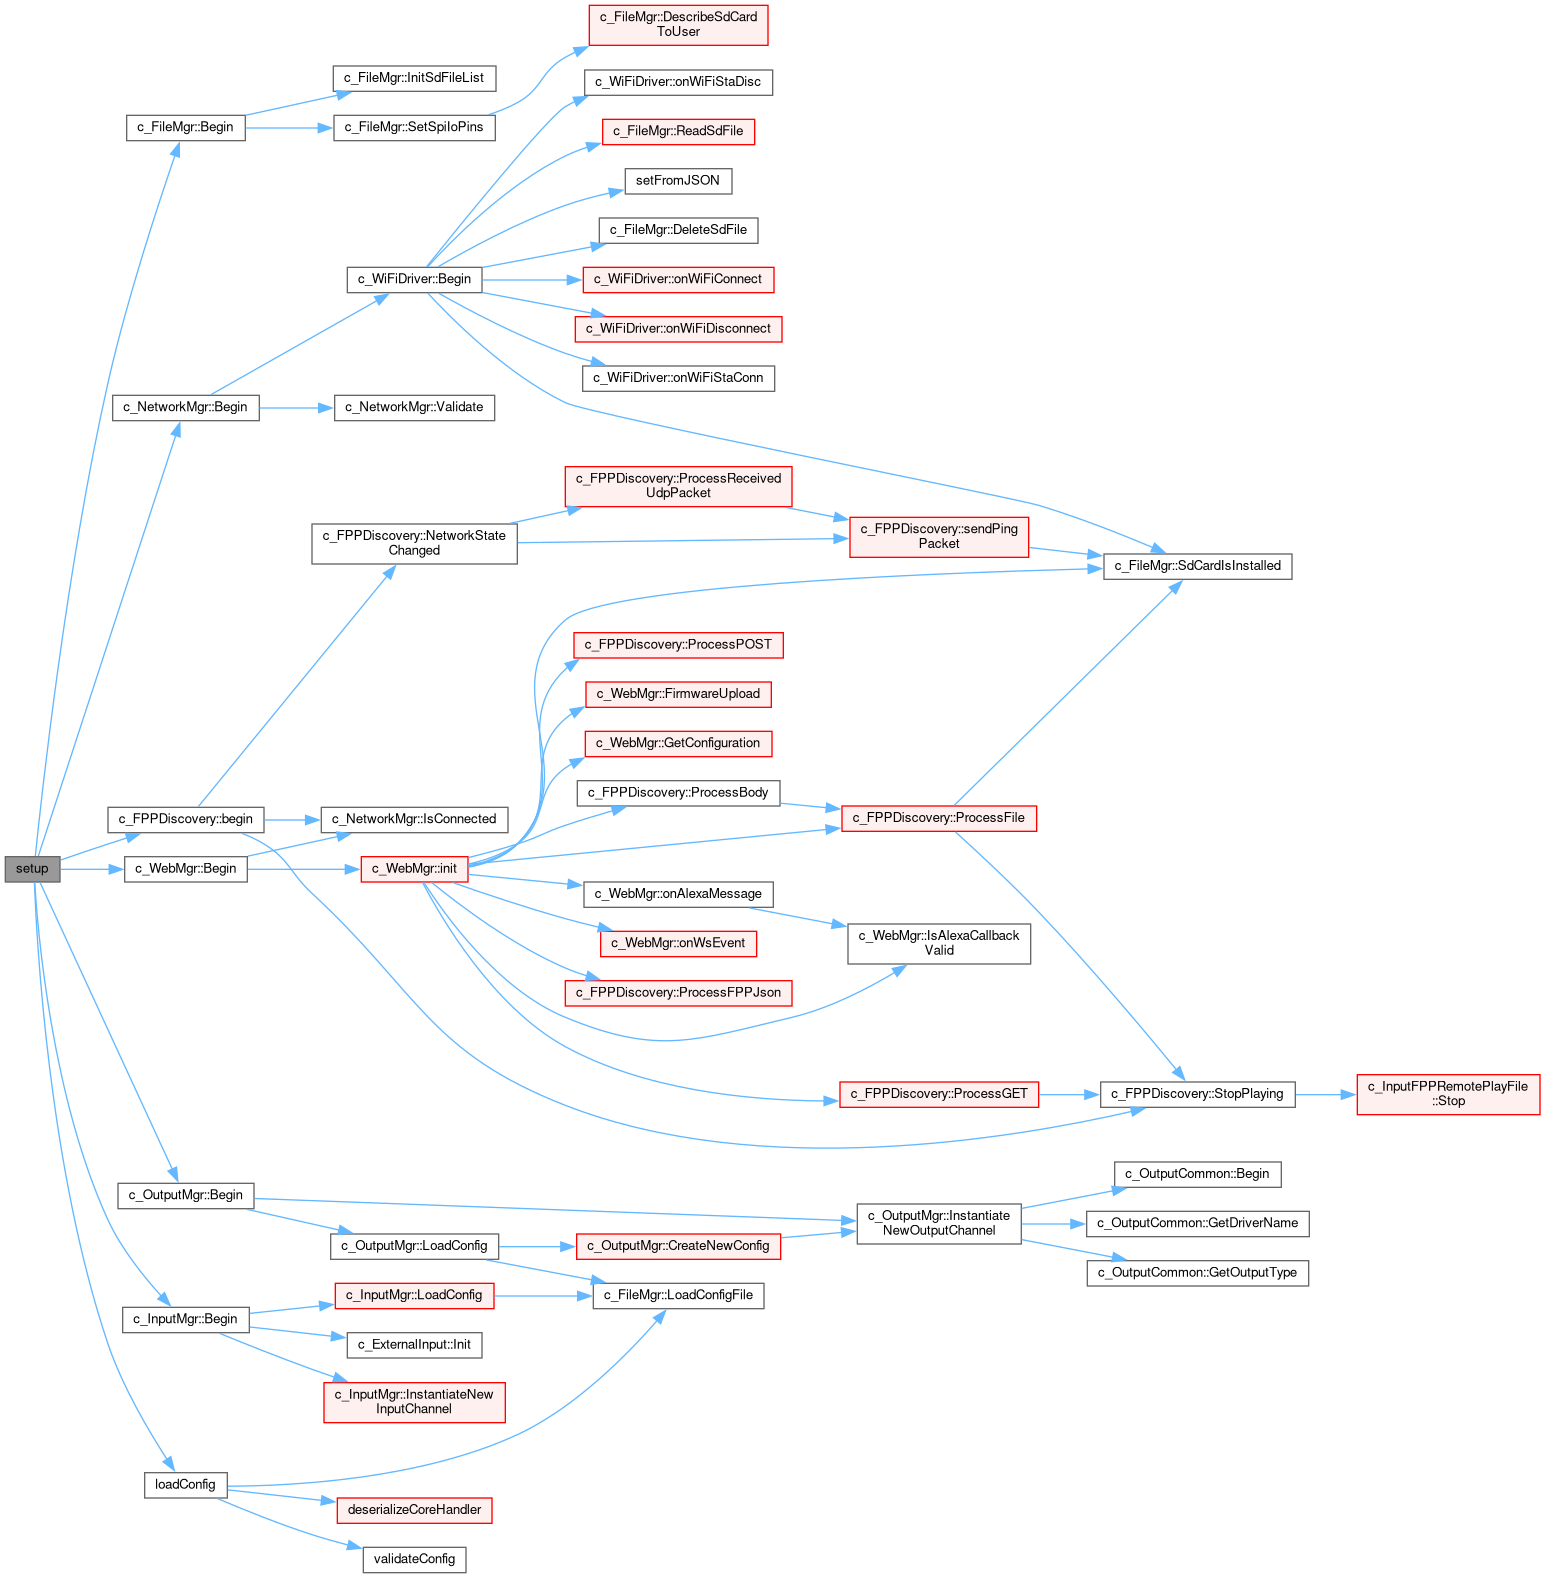 c_FileMgr::DescribeSdCard
ToUser
c_FileMgr::InitSdFileList
c_WiFiDriver::onWiFiStaDisc
c_FileMgr::Begin
c_FileMgr::SetSpiIoPins
c_FileMgr::ReadSdFile
setFromJSON
c_FileMgr::DeleteSdFile
c_WiFiDriver::Begin
c_WiFiDriver::onWiFiConnect
c_WiFiDriver::onWiFiDisconnect
c_WiFiDriver::onWiFiStaConn
c_NetworkMgr::Begin
c_NetworkMgr::Validate
c_FPPDiscovery::ProcessReceived
UdpPacket
c_FPPDiscovery::NetworkState
Changed
c_FPPDiscovery::sendPing
Packet
c_FileMgr::SdCardIsInstalled
c_FPPDiscovery::ProcessPOST
c_WebMgr::FirmwareUpload
c_WebMgr::GetConfiguration
c_FPPDiscovery::ProcessBody
c_FPPDiscovery::begin
c_NetworkMgr::IsConnected
c_FPPDiscovery::ProcessFile
setup
c_WebMgr::Begin
c_WebMgr::init
c_WebMgr::onAlexaMessage
c_WebMgr::onWsEvent
c_WebMgr::IsAlexaCallback
Valid
c_FPPDiscovery::ProcessFPPJson
c_FPPDiscovery::ProcessGET
c_FPPDiscovery::StopPlaying
c_InputFPPRemotePlayFile
::Stop
c_OutputMgr::Begin
c_OutputCommon::Begin
c_OutputMgr::Instantiate
NewOutputChannel
c_OutputCommon::GetDriverName
c_OutputMgr::LoadConfig
c_OutputMgr::CreateNewConfig
c_OutputCommon::GetOutputType
c_InputMgr::LoadConfig
c_FileMgr::LoadConfigFile
c_InputMgr::Begin
c_ExternalInput::Init
c_InputMgr::InstantiateNew
InputChannel
loadConfig
deserializeCoreHandler
validateConfig